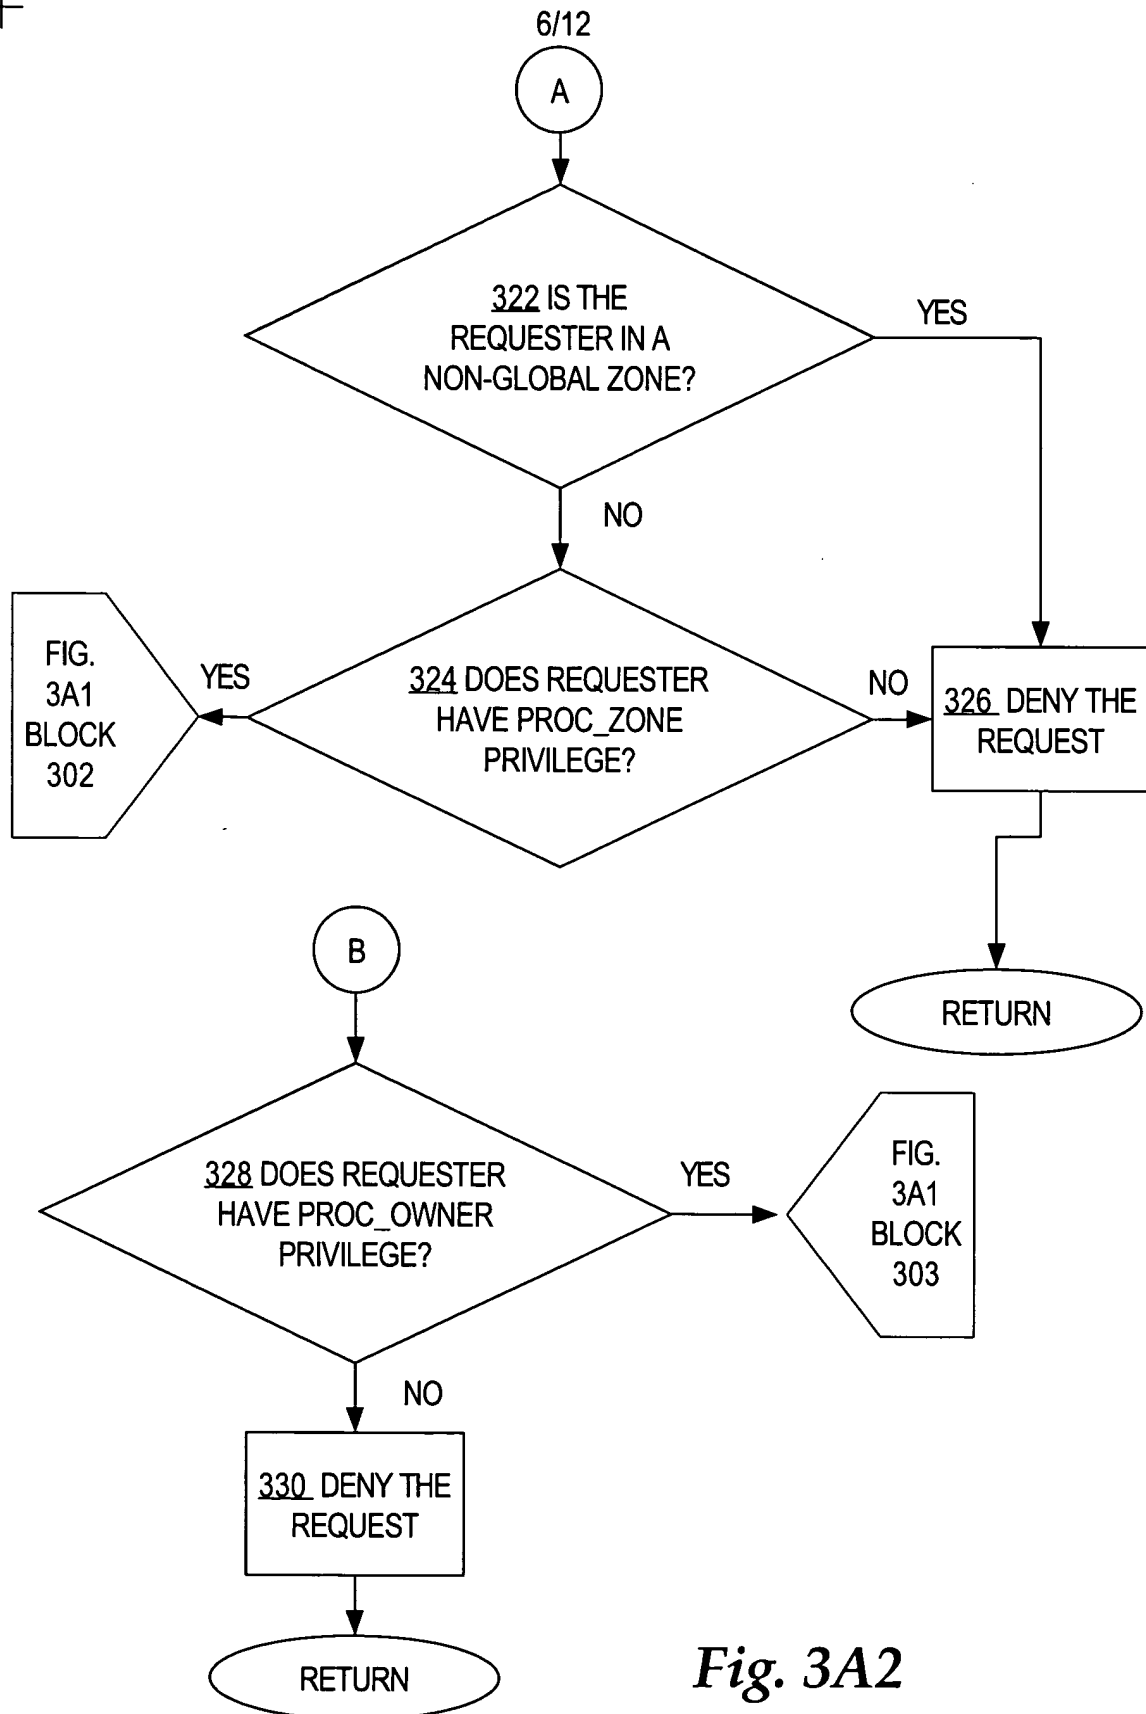 6/12
A
322 IS THE
REQUESTER IN A
NON-GLOBAL ZONE?
YES
NO
FIG.
3A1
BLOCK
302
YES
324 DOES REQUESTER
HAVE PROC_ZONE
PRIVILEGE?
NO
326 DENY THE
REQUEST
RETURN
B
328 DOES REQUESTER
HAVE PROC_OWNER
PRIVILEGE?
YES
FIG.
3A1
BLOCK
303
NO
330 DENY THE
REQUEST
RETURN
Fig. 3A2